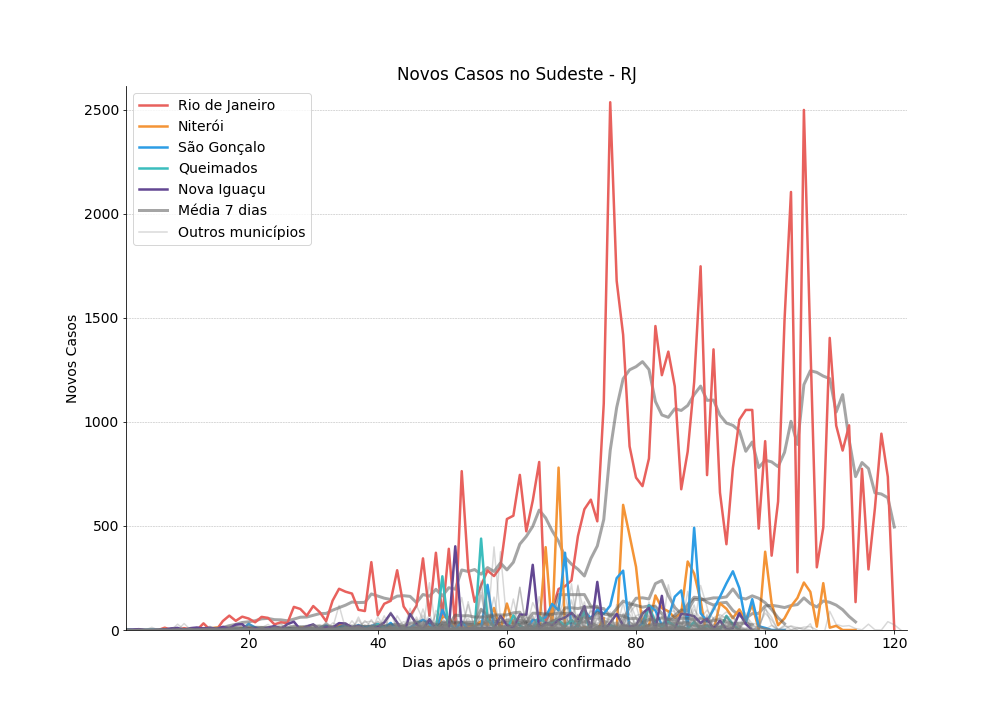 Novos Casos no Sudeste - RJ
Rio de Janeiro
Niterói
São Gonçalo
Queimados
Nova Iguaçu
Média 7 dias
Outros municípios
Novos Casos
2500
2000
1500
1000
500
0
20
40
60
80
100
120
Dias após o primeiro confirmado